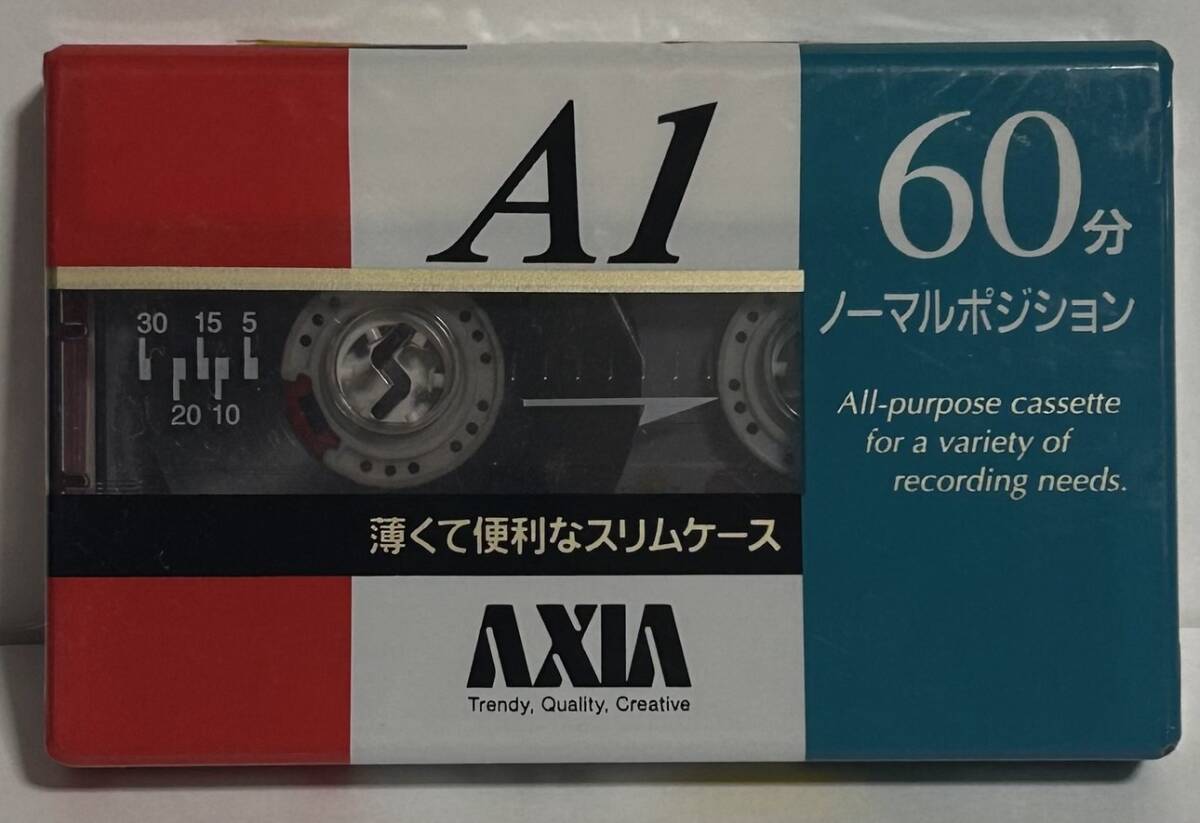 A1
60分
ノーマルポジション
All-purpose cassette
for a variety of
recording needs.
30 15 5
20 10
薄くて便利なスリムケース
AXIA
Trendy, Quality, Creative